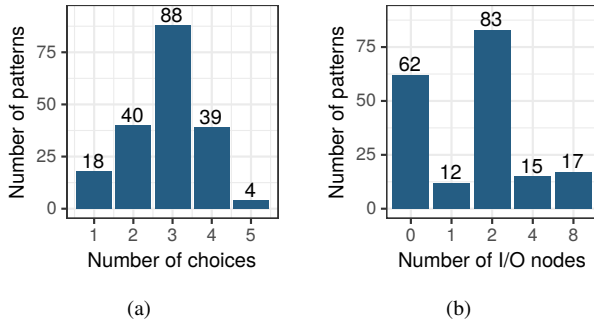 Number of patterns
75
50
25
0
18
40
88
39
4
1 2 3 4 5
Number of choices
(a)
Number of patterns
75
50
25
0
62
12
83
15
17
0 1 2 4 8
Number of I/O nodes
(b)